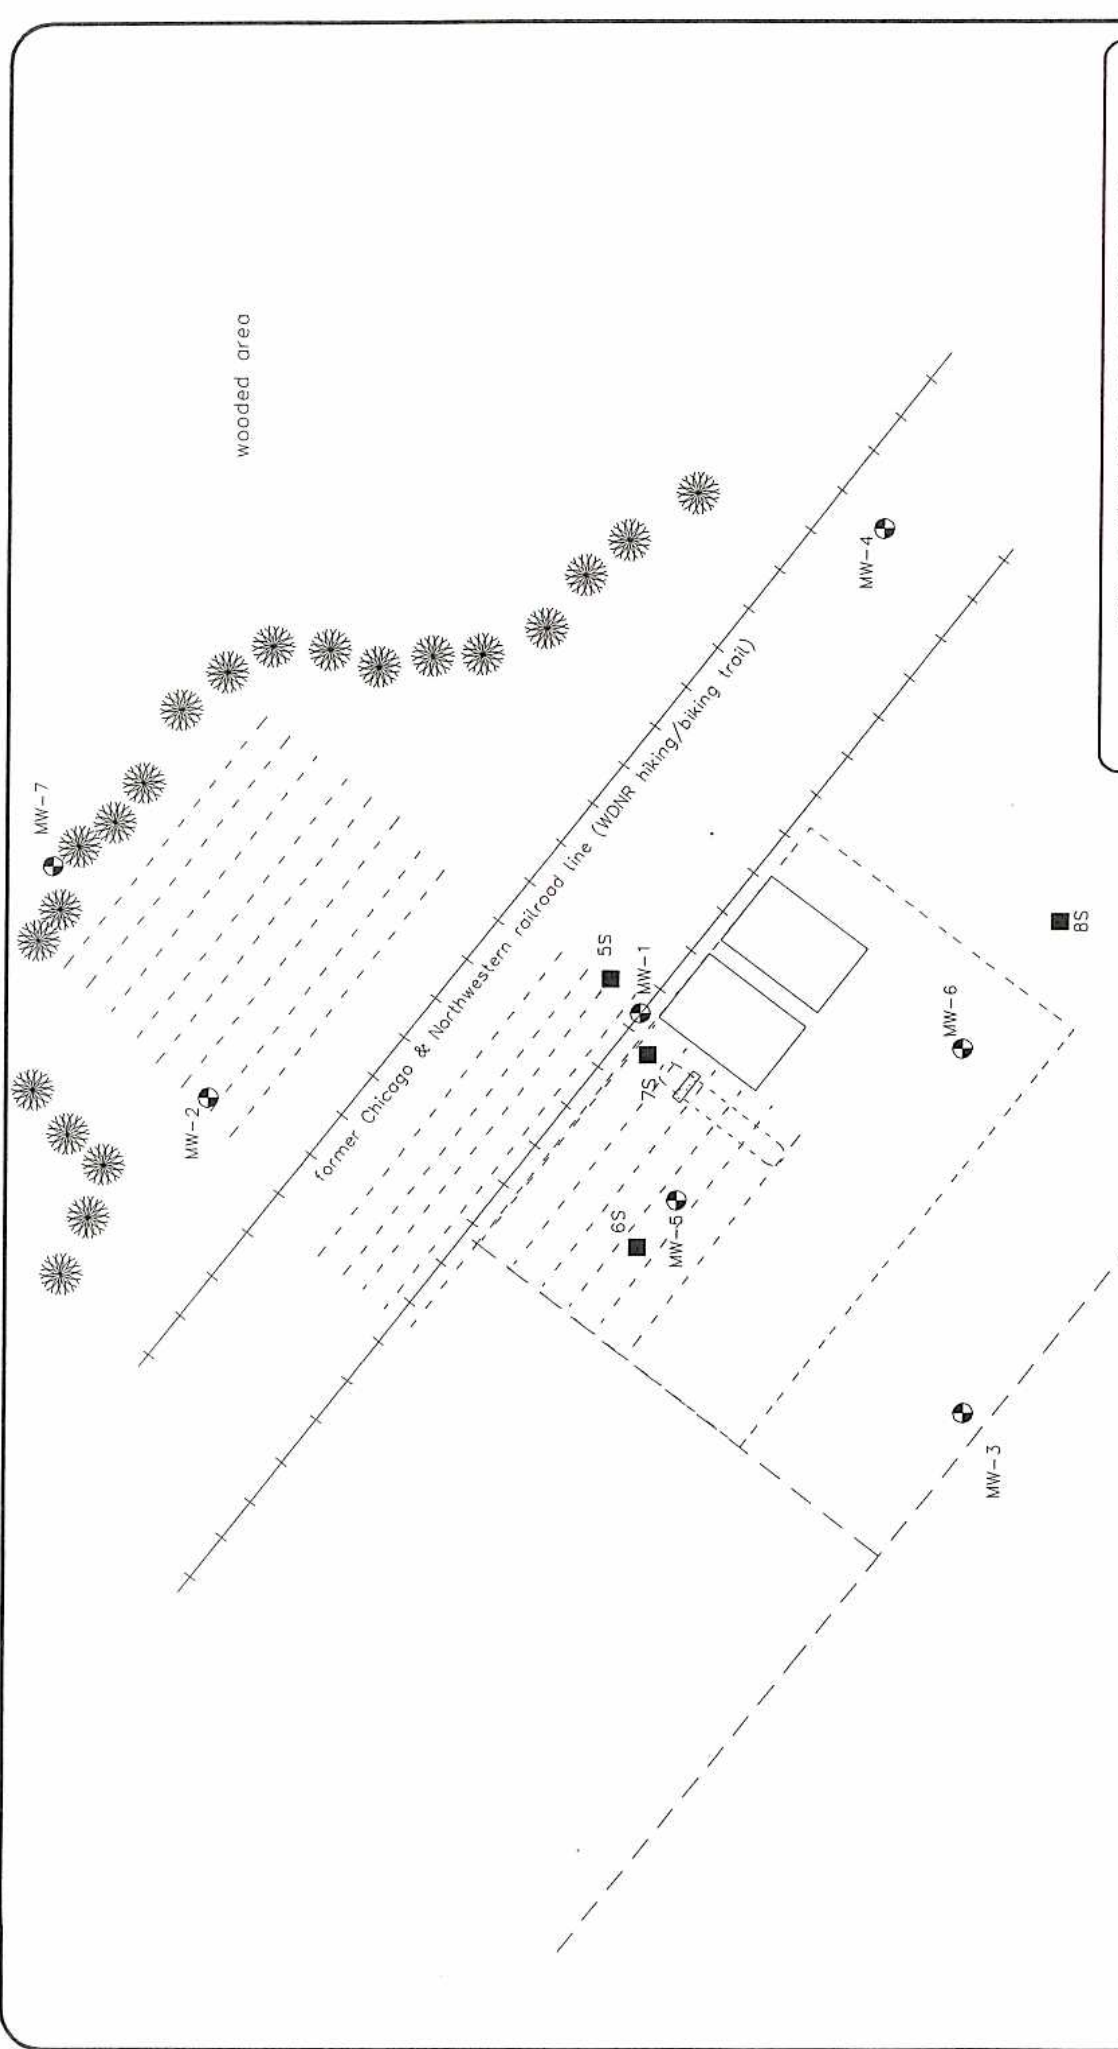 wooded area
MW-7
MW-4
former Chicago & Northwestern railroad line (WDNR hiking/biking trail)
MW-2
5S
MW-1
7S
6S
MW-5
MW-6
8S
MW-3